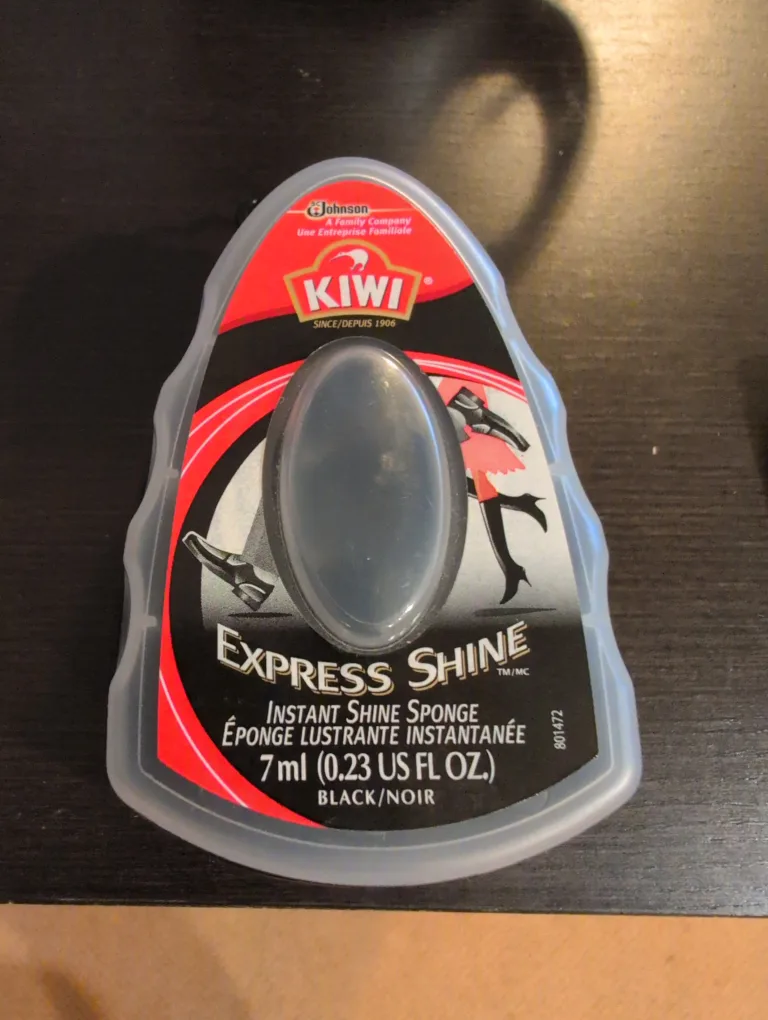 SC Johnson
A Family Company
Une Entreprise Familiale
KIWI®
SINCE/DEPUIS 1906
EXPRESS SHINE TM/MC
INSTANT SHINE SPONGE
ÉPONGE LUSTRANTE INSTANTANÉE
7 ml (0.23 US FL OZ.)
BLACK/NOIR
801472